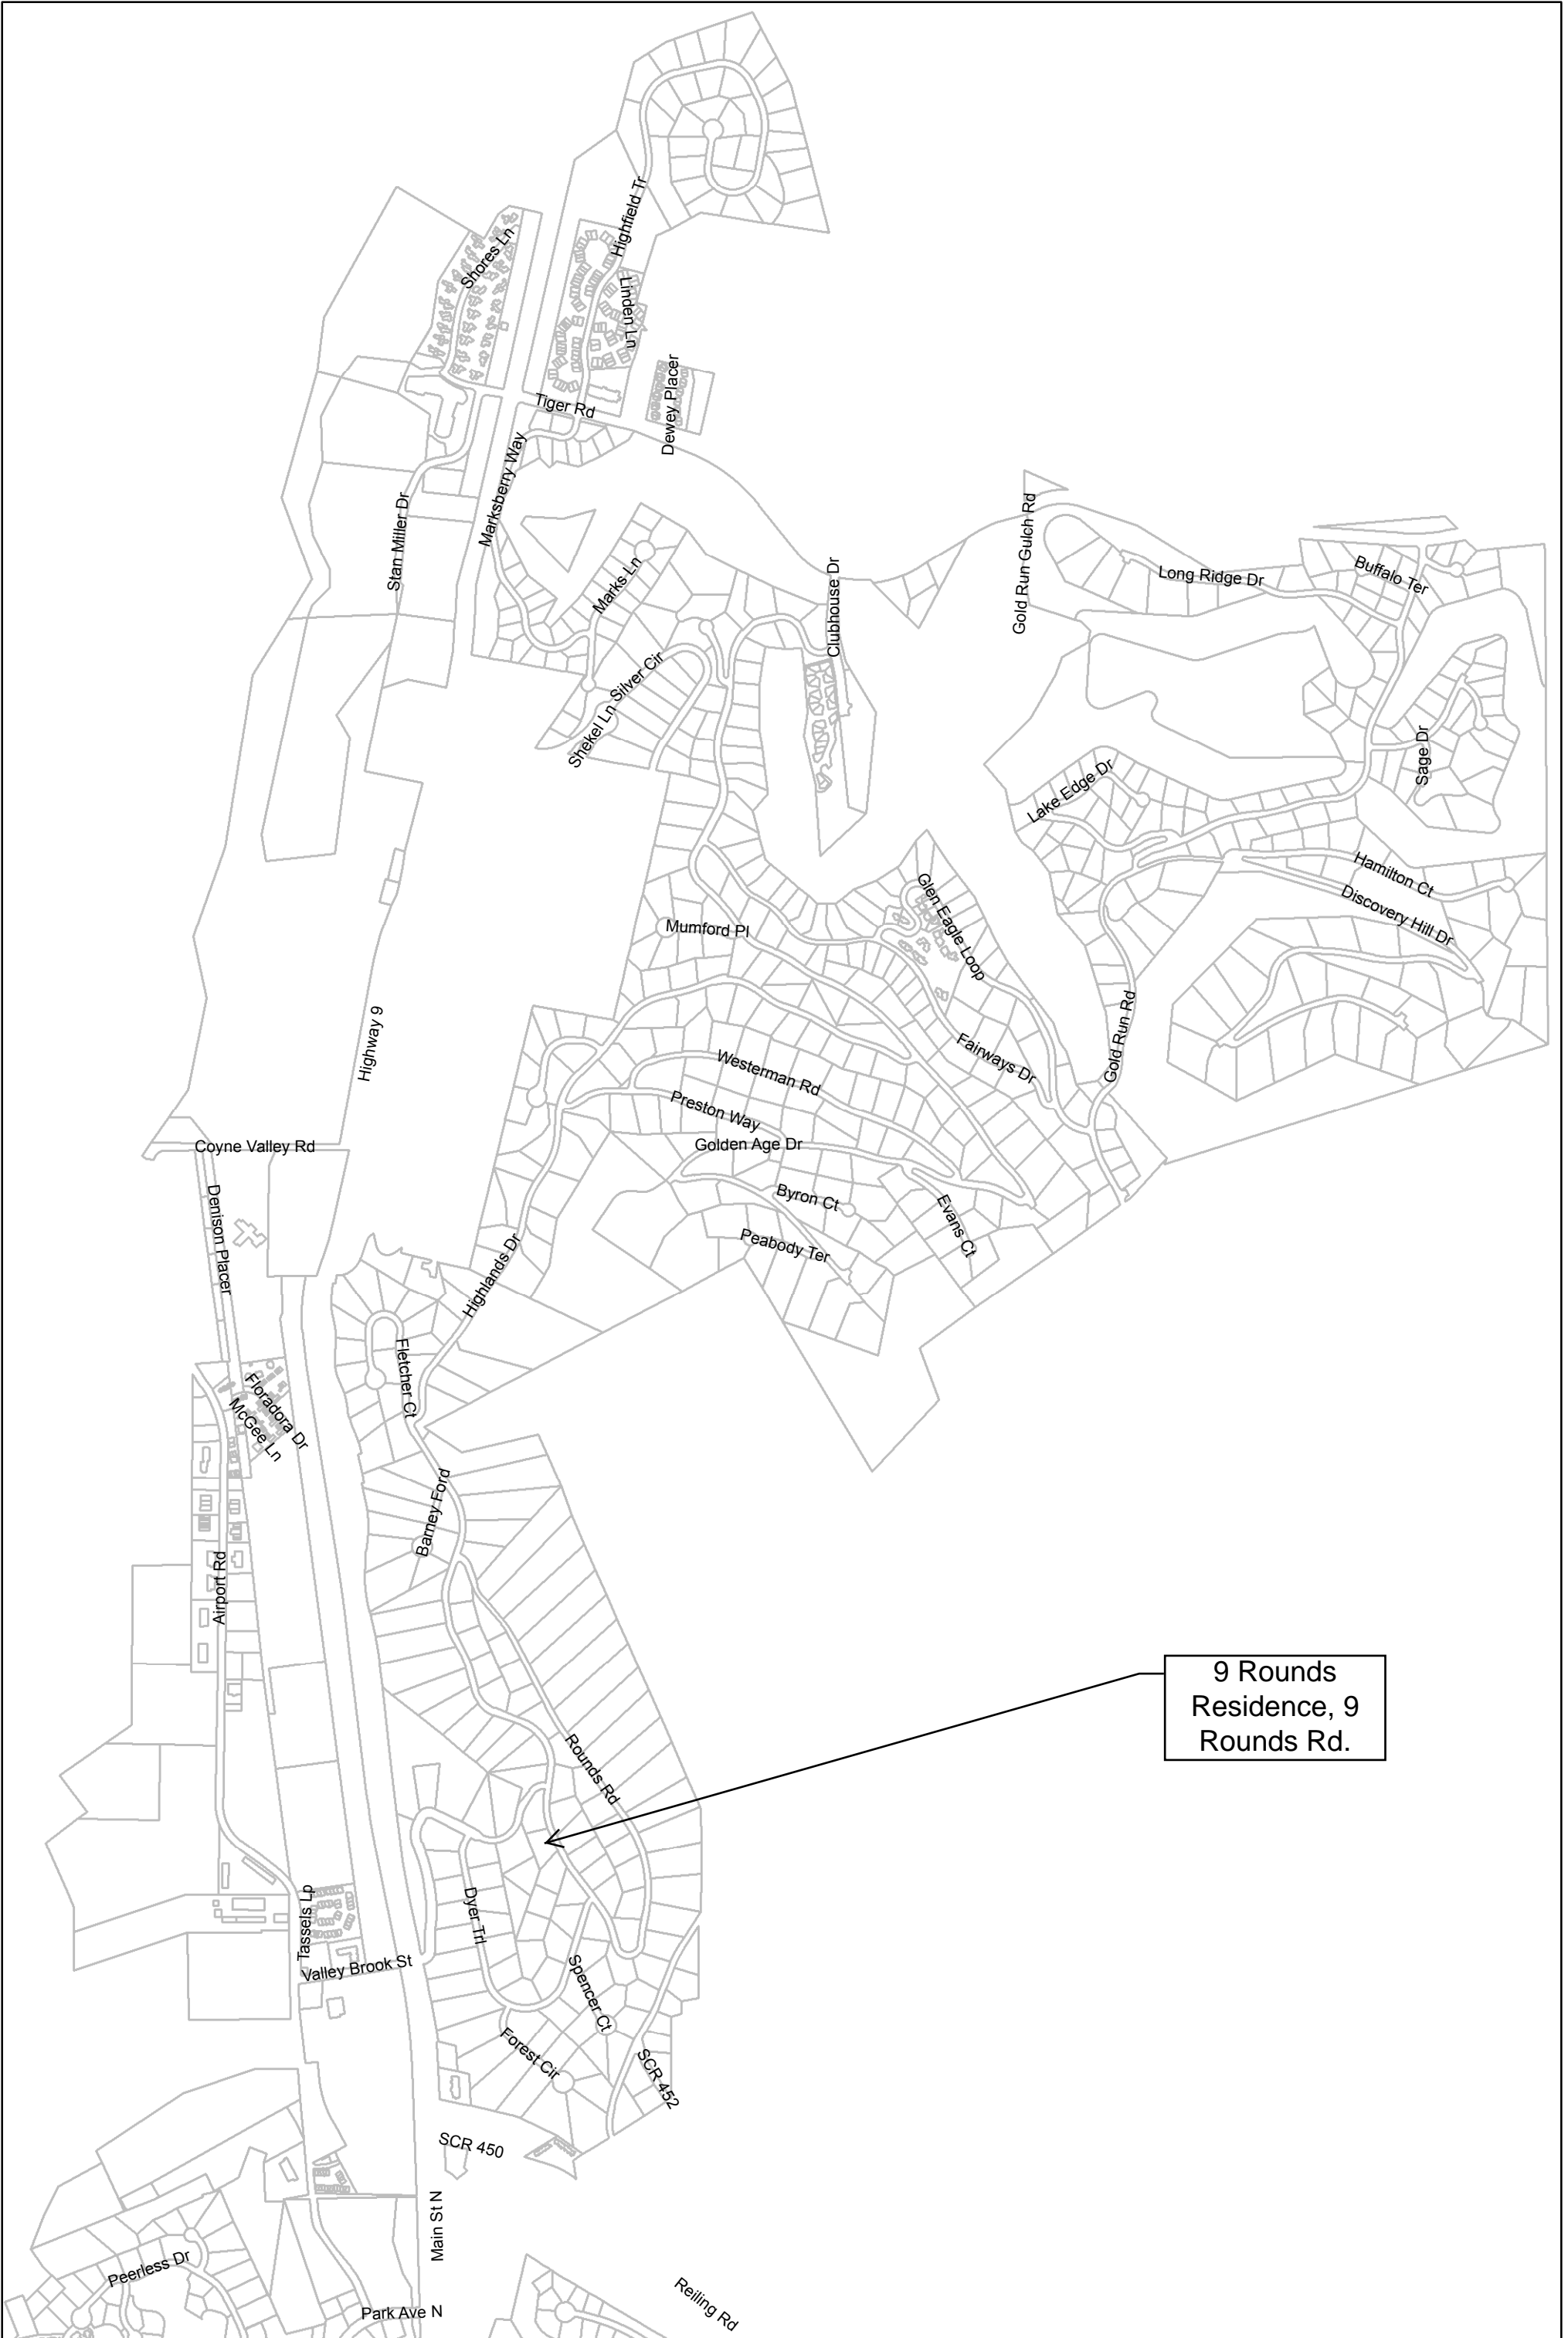 Highfield Tr
Shores Ln
Linden Ln
Dewey Placer
Tiger Rd
Marksberry Way
Stan Miller Dr
Gold Run Gulch Rd
Clubhouse Dr
Long Ridge Dr
Buffalo Ter
Marks Ln
Silver Cir
Shekel Ln
Sage Dr
Lake Edge Dr
Hamilton Ct
Discovery Hill Dr
Glen Eagle Loop
Mumford Pl
Highway 9
Gold Run Rd
Fairways Dr
Westerman Rd
Preston Way
Golden Age Dr
Coyne Valley Rd
Denison Placer
Byron Ct
Evans Ct
Peabody Ter
Highlands Dr
Fletcher Ct
Floradora Dr
McGee Ln
Barney Ford
Airport Rd
9 Rounds
Residence, 9
Rounds Rd.
Rounds Rd
Dyer Trl
Tassels Lp
Valley Brook St
Spencer Ct
Forest Cir
SCR 452
SCR 450
Main St N
Peerless Dr
Park Ave N
Reiling Rd